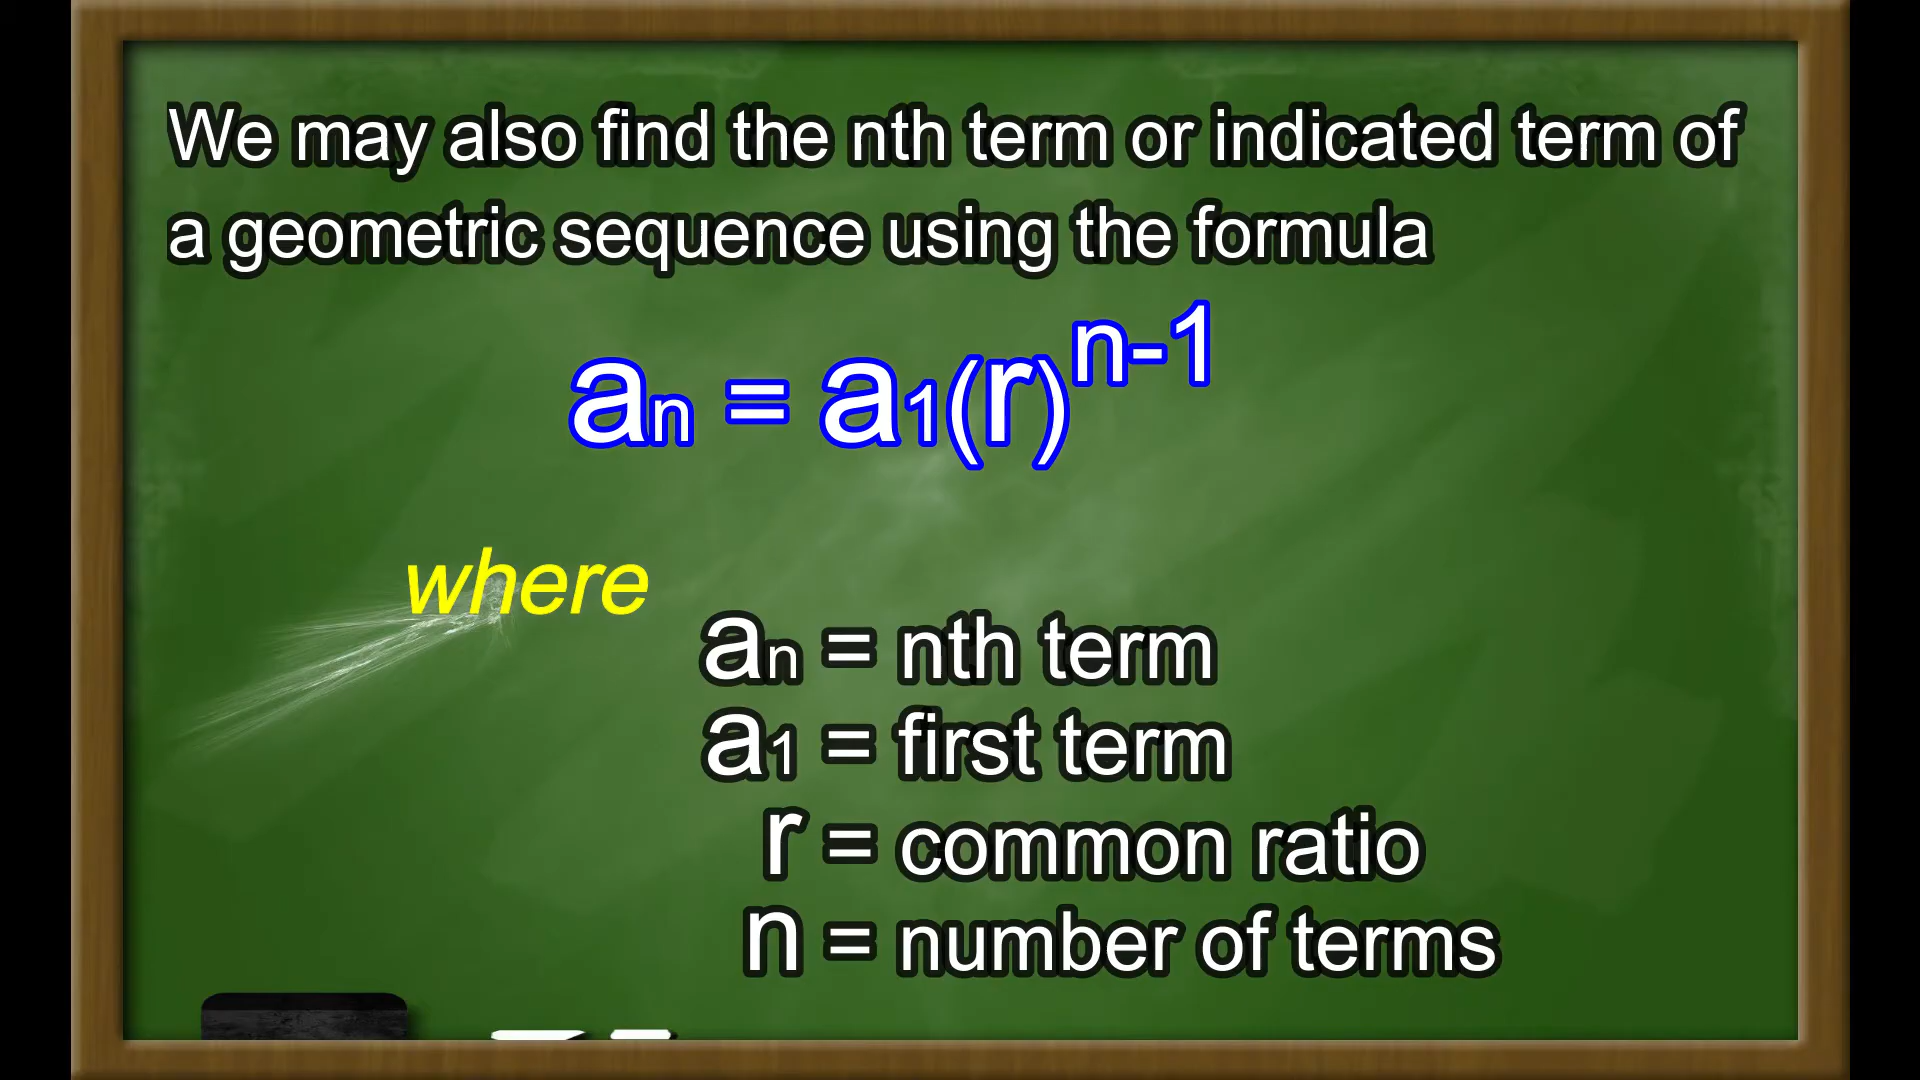 We may also find the nth term or indicated term of
a geometric sequence using the formula
aₙ = a₁(r)ⁿ⁻¹
where
aₙ = nth term
a₁ = first term
r = common ratio
n = number of terms